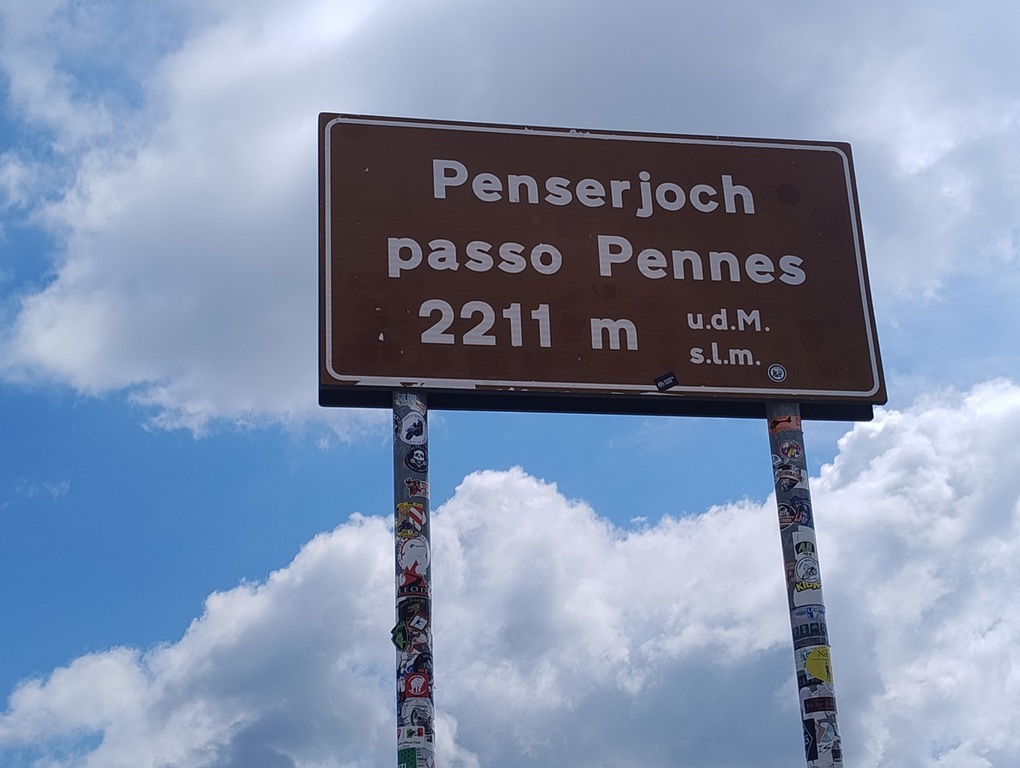 Penserjoch
passo Pennes
2211 m u.d.M.
s.l.m.